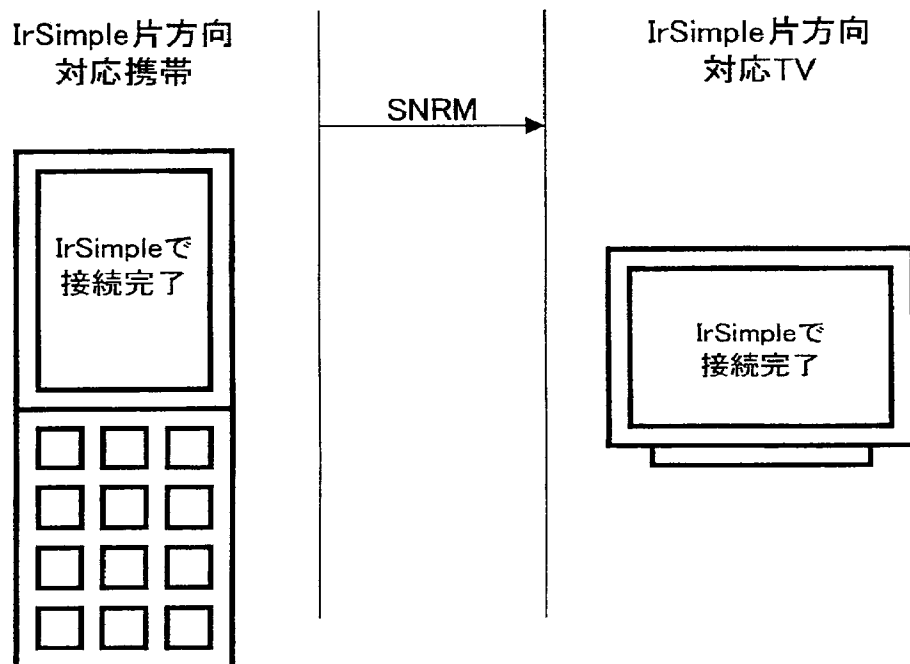 IrSimple片方向
対応携帯
IrSimple片方向
対応TV
SNRM
IrSimpleで
接続完了
IrSimpleで
接続完了